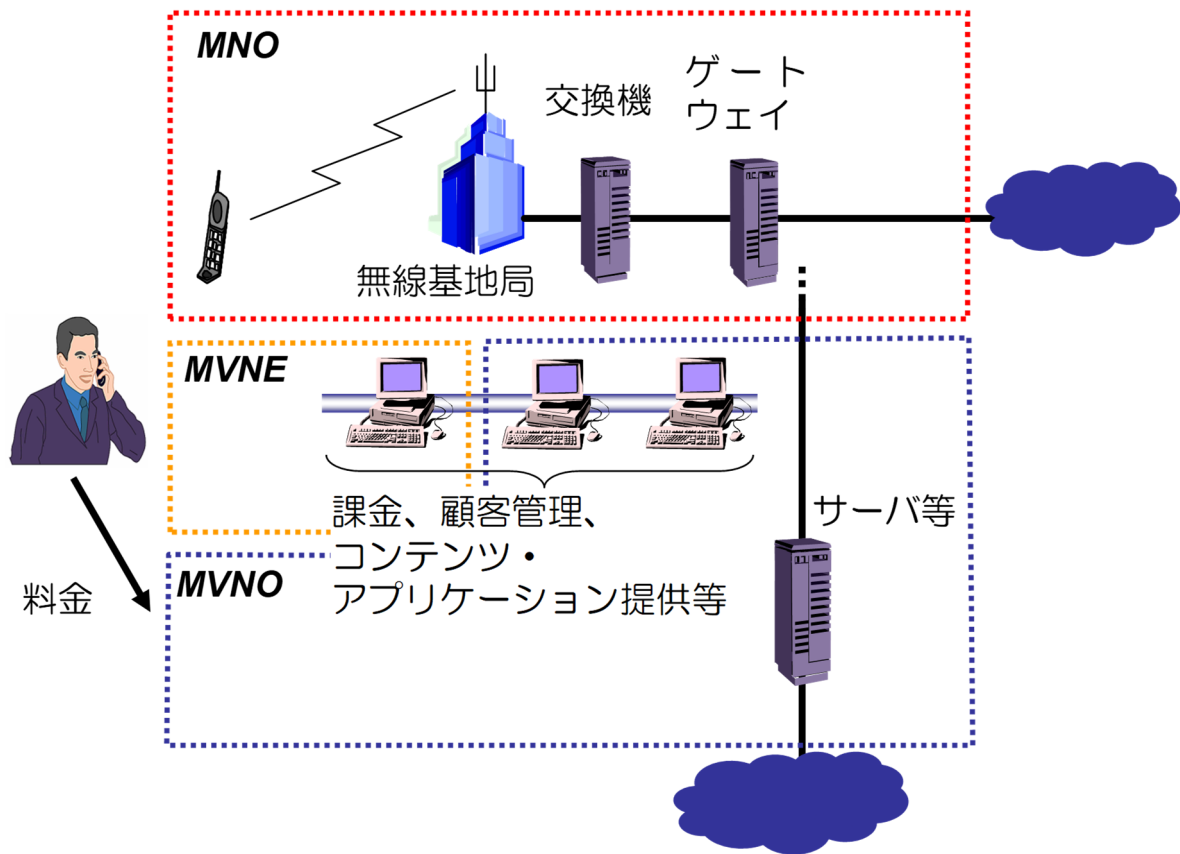 MNO
交換機
ゲート
ウェイ
無線基地局
MVNE
課金、顧客管理、
コンテンツ・
アプリケーション提供等
サーバ等
MVNO
料金